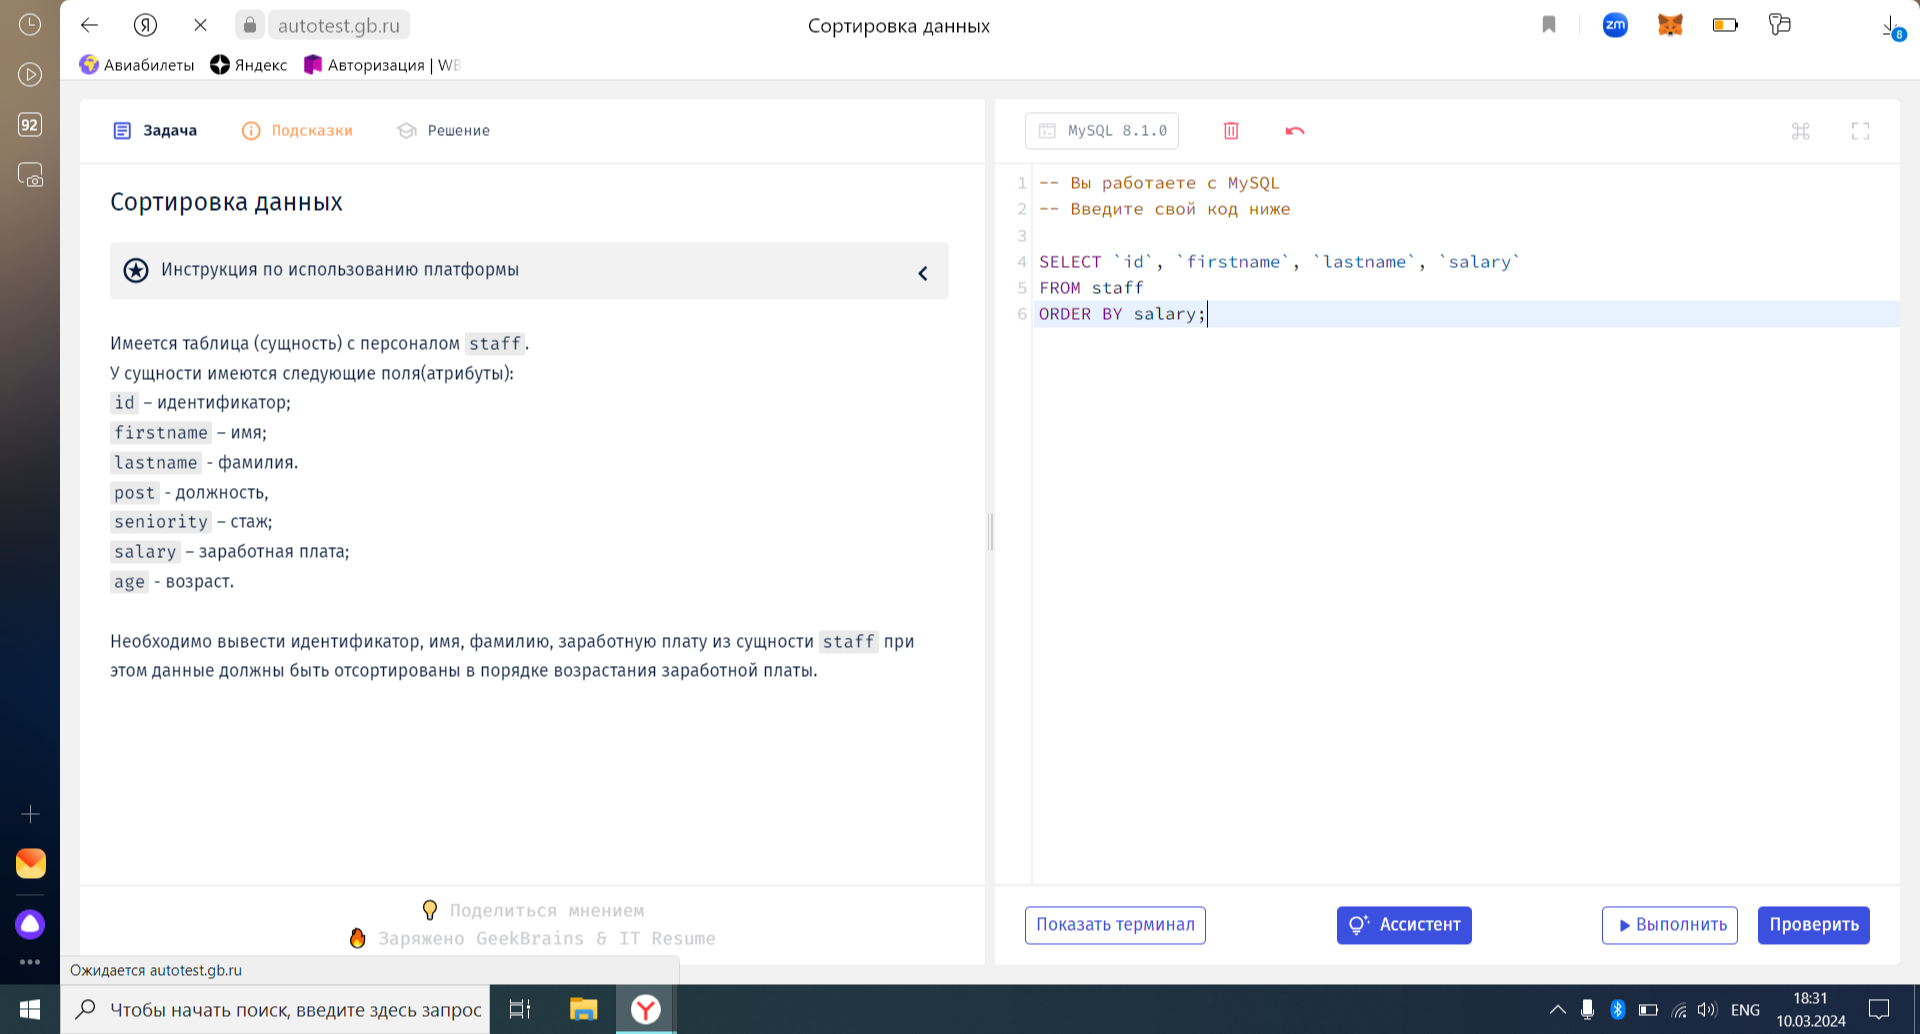 autotest.gb.ru
Сортировка данных
Авиабилеты
Яндекс
Авторизация | WB
92
zm
8
Задача
Подсказки
Решение
Сортировка данных
Инструкция по использованию платформы
Имеется таблица (сущность) с персоналом staff.
У сущности имеются следующие поля(атрибуты):
id – идентификатор;
firstname – имя;
lastname - фамилия.
post - должность,
seniority – стаж;
salary – заработная плата;
age - возраст.
Необходимо вывести идентификатор, имя, фамилию, заработную плату из сущности staff при
этом данные должны быть отсортированы в порядке возрастания заработной платы.
Поделиться мнением
Заряжено GeekBrains & IT Resume
MySQL 8.1.0
1 -- Вы работаете с MySQL
2 -- Введите свой код ниже
3
4 SELECT `id`, `firstname`, `lastname`, `salary`
5 FROM staff
6 ORDER BY salary;
Показать терминал
Ассистент
Выполнить
Проверить
Ожидается autotest.gb.ru
Чтобы начать поиск, введите здесь запрос
ENG
18:31
10.03.2024